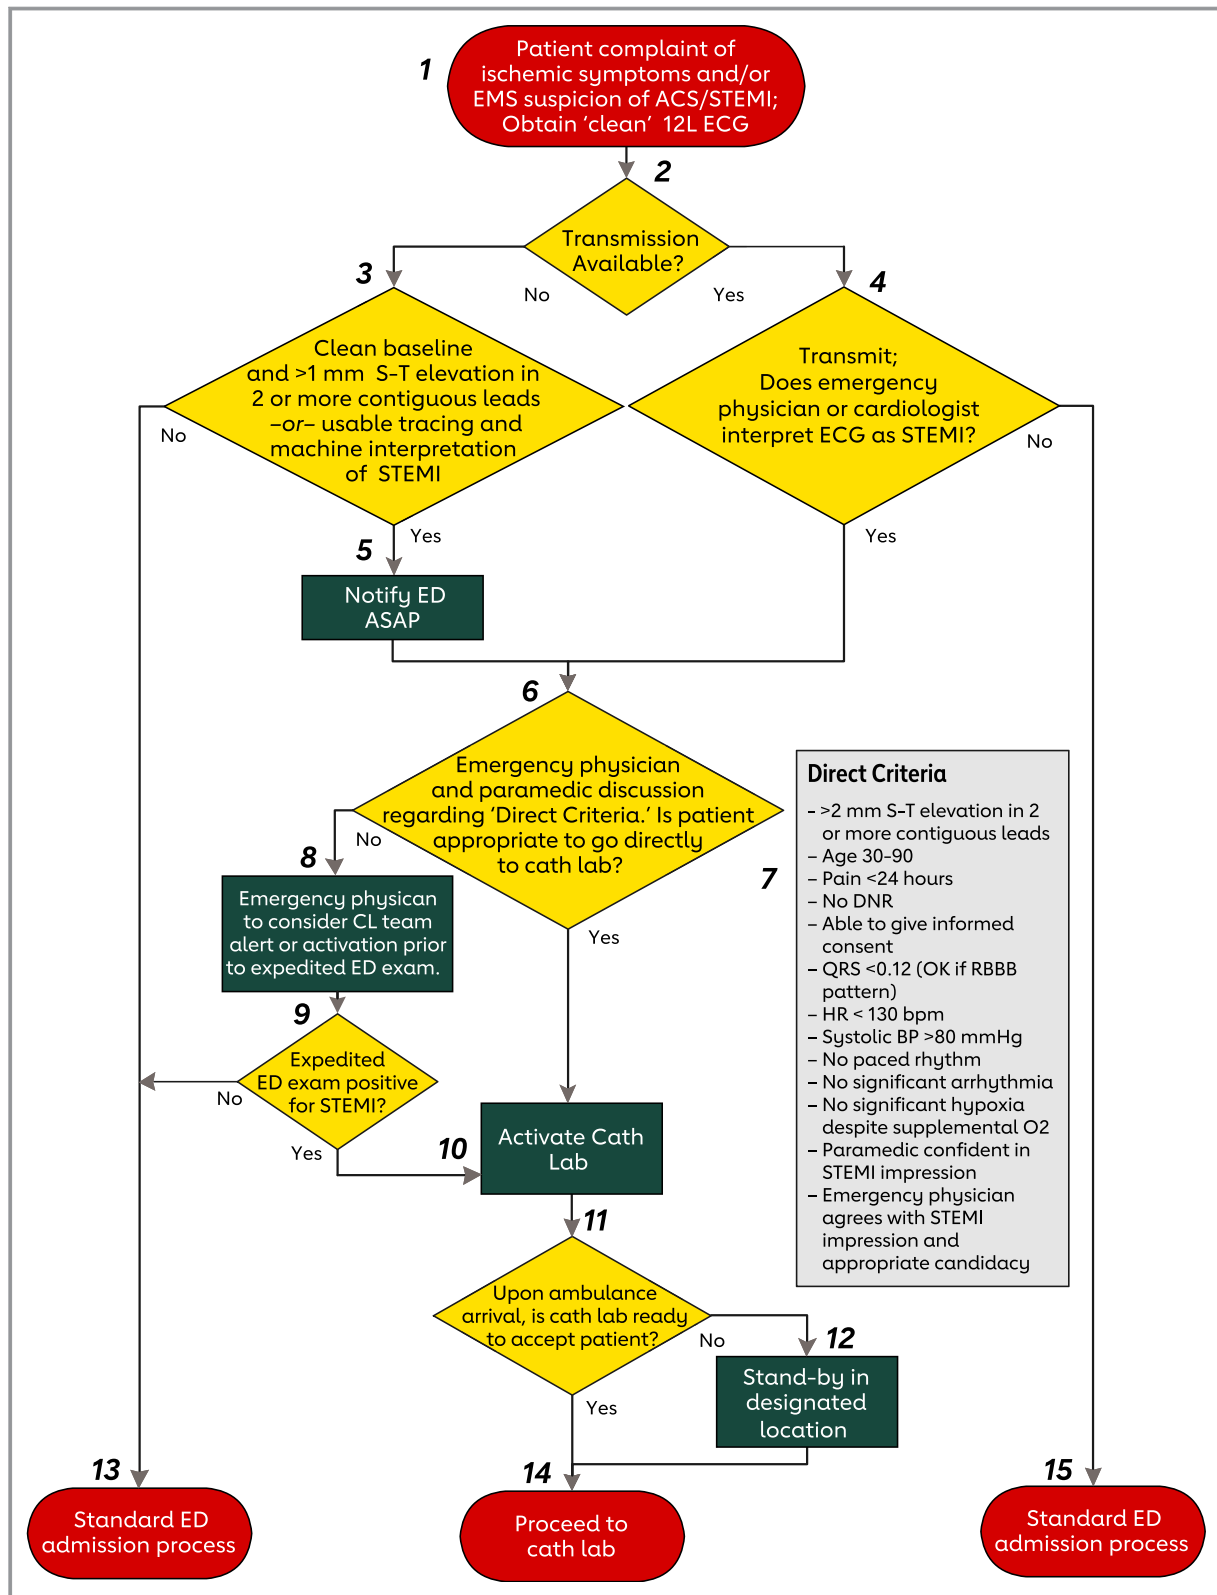 1
Patient complaint of
ischemic symptoms and/or
EMS suspicion of ACS/STEMI;
Obtain ‘clean’ 12L ECG
2
Transmission
Available?
No
Yes
3
Clean baseline
and >1 mm S-T elevation in
2 or more contiguous leads
–or– usable tracing and
machine interpretation
of STEMI
No
Yes
4
Transmit;
Does emergency
physician or cardiologist
interpret ECG as STEMI?
No
Yes
5
Notify ED
ASAP
6
Emergency physician
and paramedic discussion
regarding ‘Direct Criteria.’ Is patient
appropriate to go directly
to cath lab?
No
Yes
7
Direct Criteria
– >2 mm S-T elevation in 2
or more contiguous leads
– Age 30-90
– Pain <24 hours
– No DNR
– Able to give informed
consent
– QRS <0.12 (OK if RBBB
pattern)
– HR < 130 bpm
– Systolic BP >80 mmHg
– No paced rhythm
– No significant arrhythmia
– No significant hypoxia
despite supplemental O2
– Paramedic confident in
STEMI impression
– Emergency physician
agrees with STEMI
impression and
appropriate candidacy
8
Emergency physican
to consider CL team
alert or activation prior
to expedited ED exam.
9
Expedited
ED exam positive
for STEMI?
No
Yes
10
Activate Cath
Lab
11
Upon ambulance
arrival, is cath lab ready
to accept patient?
No
Yes
12
Stand-by in
designated
location
13
Standard ED
admission process
14
Proceed to
cath lab
15
Standard ED
admission process